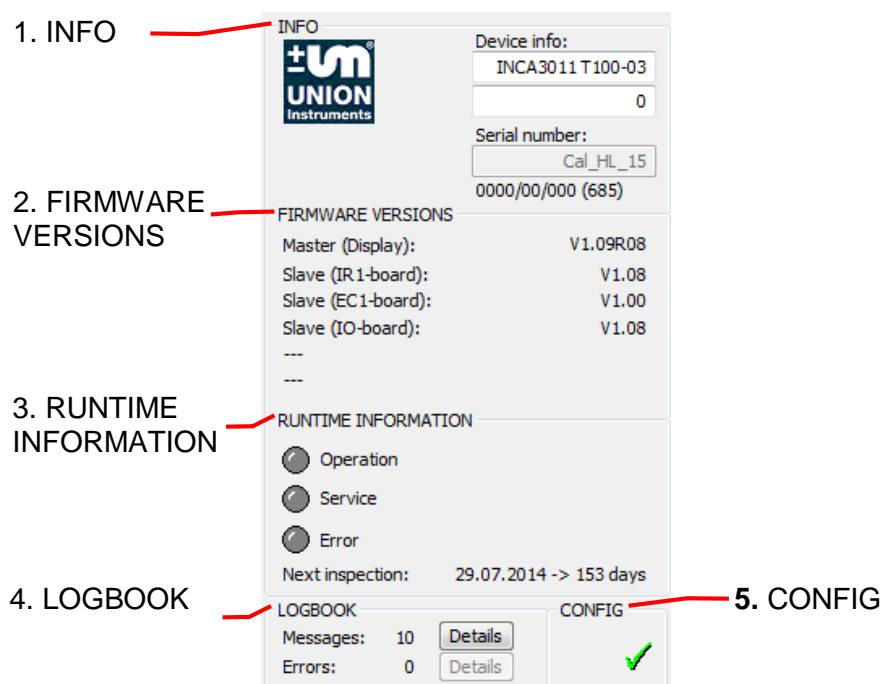 1. INFO
INFO
±um®
UNION
Instruments
Device info:
INCA3011 T100-03
0
Serial number:
Cal_HL_15
0000/00/000 (685)
2. FIRMWARE
VERSIONS
FIRMWARE VERSIONS
Master (Display): V1.09R08
Slave (IR1-board): V1.08
Slave (EC1-board): V1.00
Slave (IO-board): V1.08
---
---
3. RUNTIME
INFORMATION
RUNTIME INFORMATION
Operation
Service
Error
Next inspection: 29.07.2014 -> 153 days
4. LOGBOOK
LOGBOOK
Messages: 10 Details
Errors: 0 Details
CONFIG
5. CONFIG